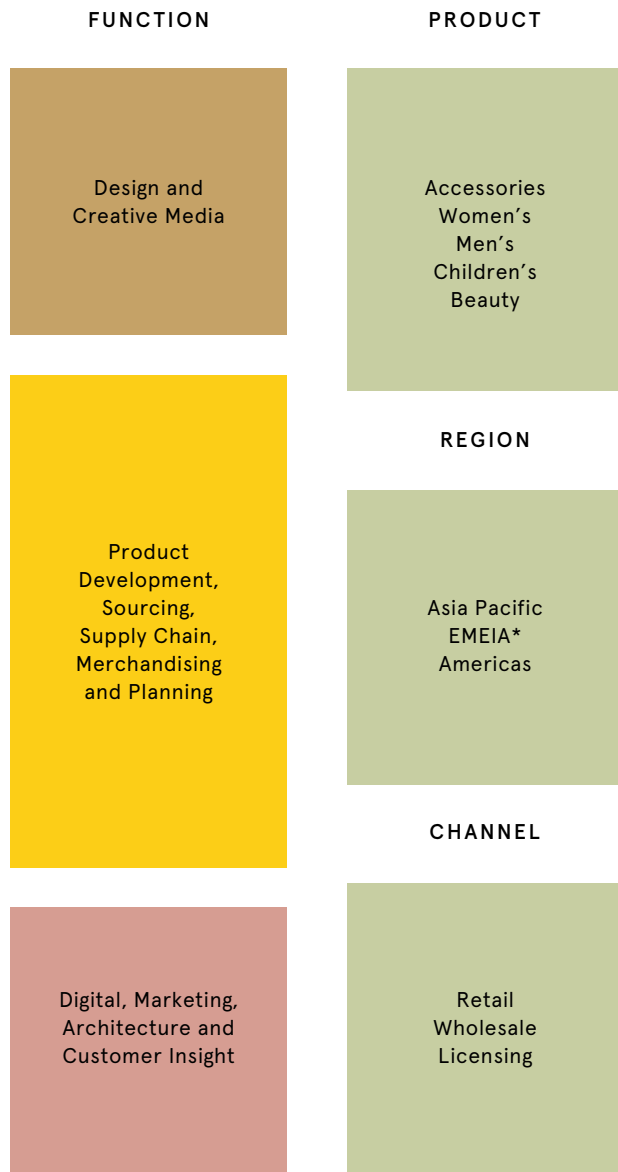 FUNCTION
Design and
Creative Media
Product
Development,
Sourcing,
Supply Chain,
Merchandising
and Planning
Digital, Marketing,
Architecture and
Customer Insight
PRODUCT
Accessories
Women’s
Men’s
Children’s
Beauty
REGION
Asia Pacific
EMEIA*
Americas
CHANNEL
Retail
Wholesale
Licensing